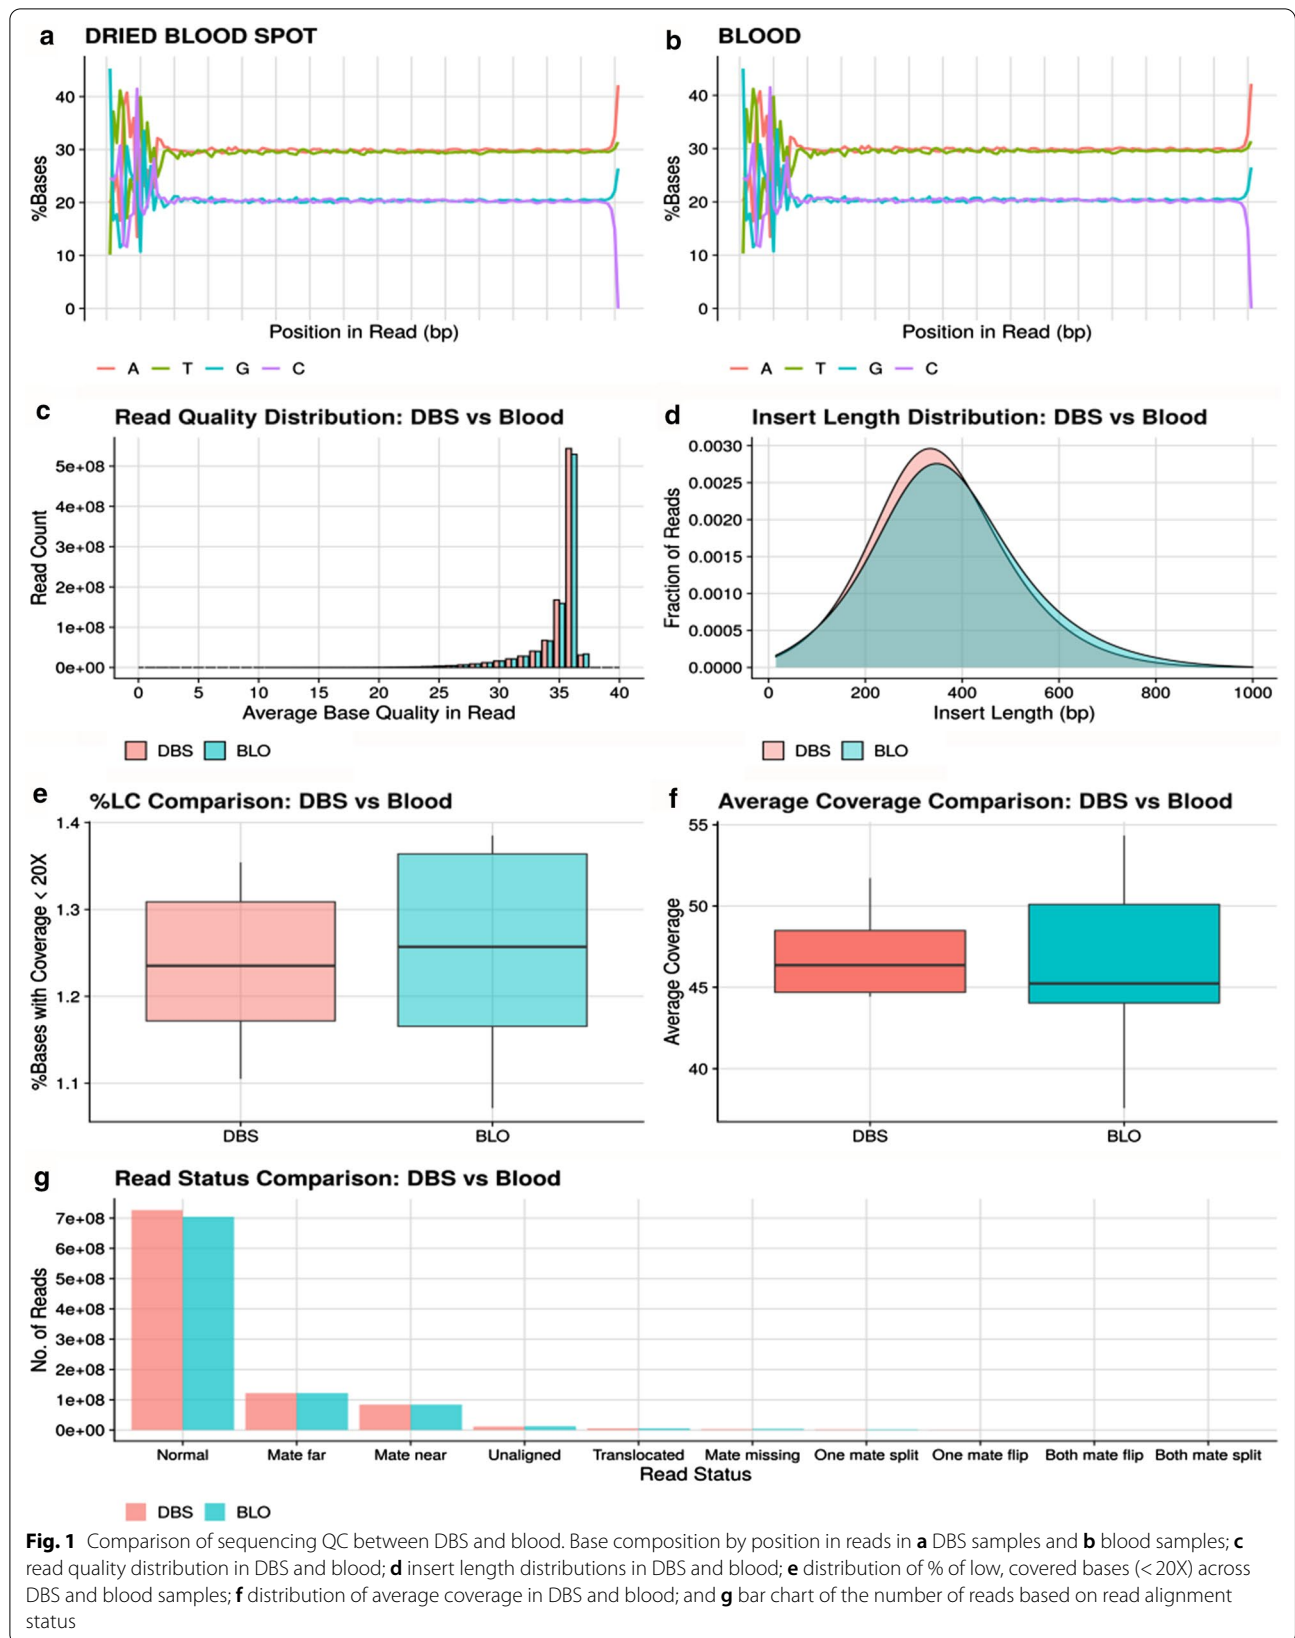 a DRIED BLOOD SPOT
%Bases
40
30
20
10
0
Position in Read (bp)
A T G C
b BLOOD
%Bases
40
30
20
10
0
Position in Read (bp)
A T G C
c Read Quality Distribution: DBS vs Blood
Read Count
5e+08
4e+08
3e+08
2e+08
1e+08
0e+00
0 5 10 15 20 25 30 35 40
Average Base Quality in Read
DBS BLO
d Insert Length Distribution: DBS vs Blood
Fraction of Reads
0.0030
0.0025
0.0020
0.0015
0.0010
0.0005
0.0000
0 200 400 600 800 1000
Insert Length (bp)
DBS BLO
e %LC Comparison: DBS vs Blood
%Bases with Coverage < 20X
1.4
1.3
1.2
1.1
DBS BLO
f Average Coverage Comparison: DBS vs Blood
Average Coverage
55
50
45
40
DBS BLO
g Read Status Comparison: DBS vs Blood
No. of Reads
7e+08
6e+08
5e+08
4e+08
3e+08
2e+08
1e+08
0e+00
Normal Mate far Mate near Unaligned Translocated Mate missing One mate split One mate flip Both mate flip Both mate split
Read Status
DBS BLO
Fig. 1 Comparison of sequencing QC between DBS and blood. Base composition by position in reads in a DBS samples and b blood samples; c
read quality distribution in DBS and blood; d insert length distributions in DBS and blood; e distribution of % of low, covered bases (< 20X) across
DBS and blood samples; f distribution of average coverage in DBS and blood; and g bar chart of the number of reads based on read alignment
status